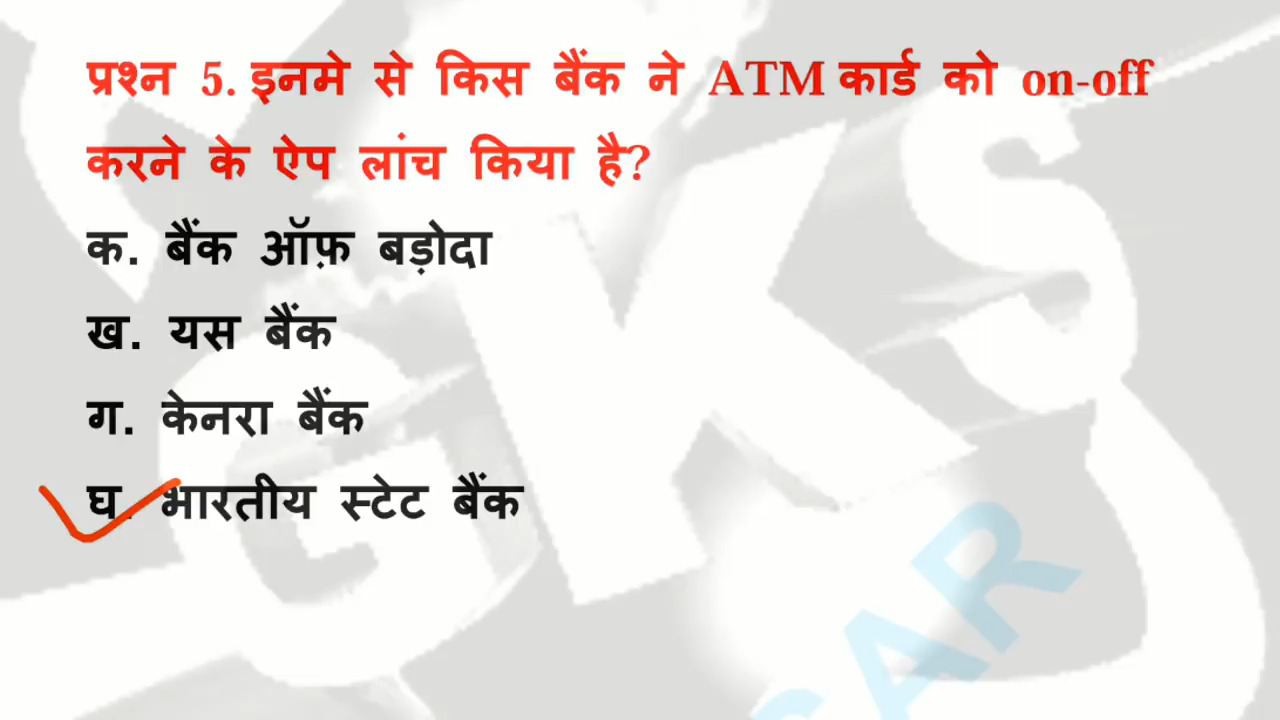 प्रश्न 5. इनमे से किस बैंक ने ATM कार्ड को on-off
करने के ऐप लांच किया है?
क. बैंक ऑफ़ बड़ोदा
ख. यस बैंक
ग. केनरा बैंक
घ. भारतीय स्टेट बैंक